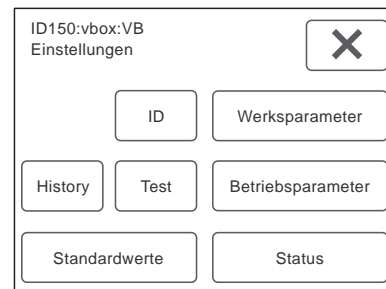 ID150:vbox:VB
Einstellungen
ID
Werksparameter
History
Test
Betriebsparameter
Standardwerte
Status